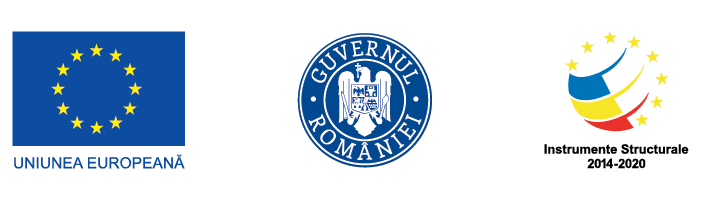 UNIUNEA EUROPEANĂ
GUVERNUL
ROMÂNIEI
Instrumente Structurale
2014-2020